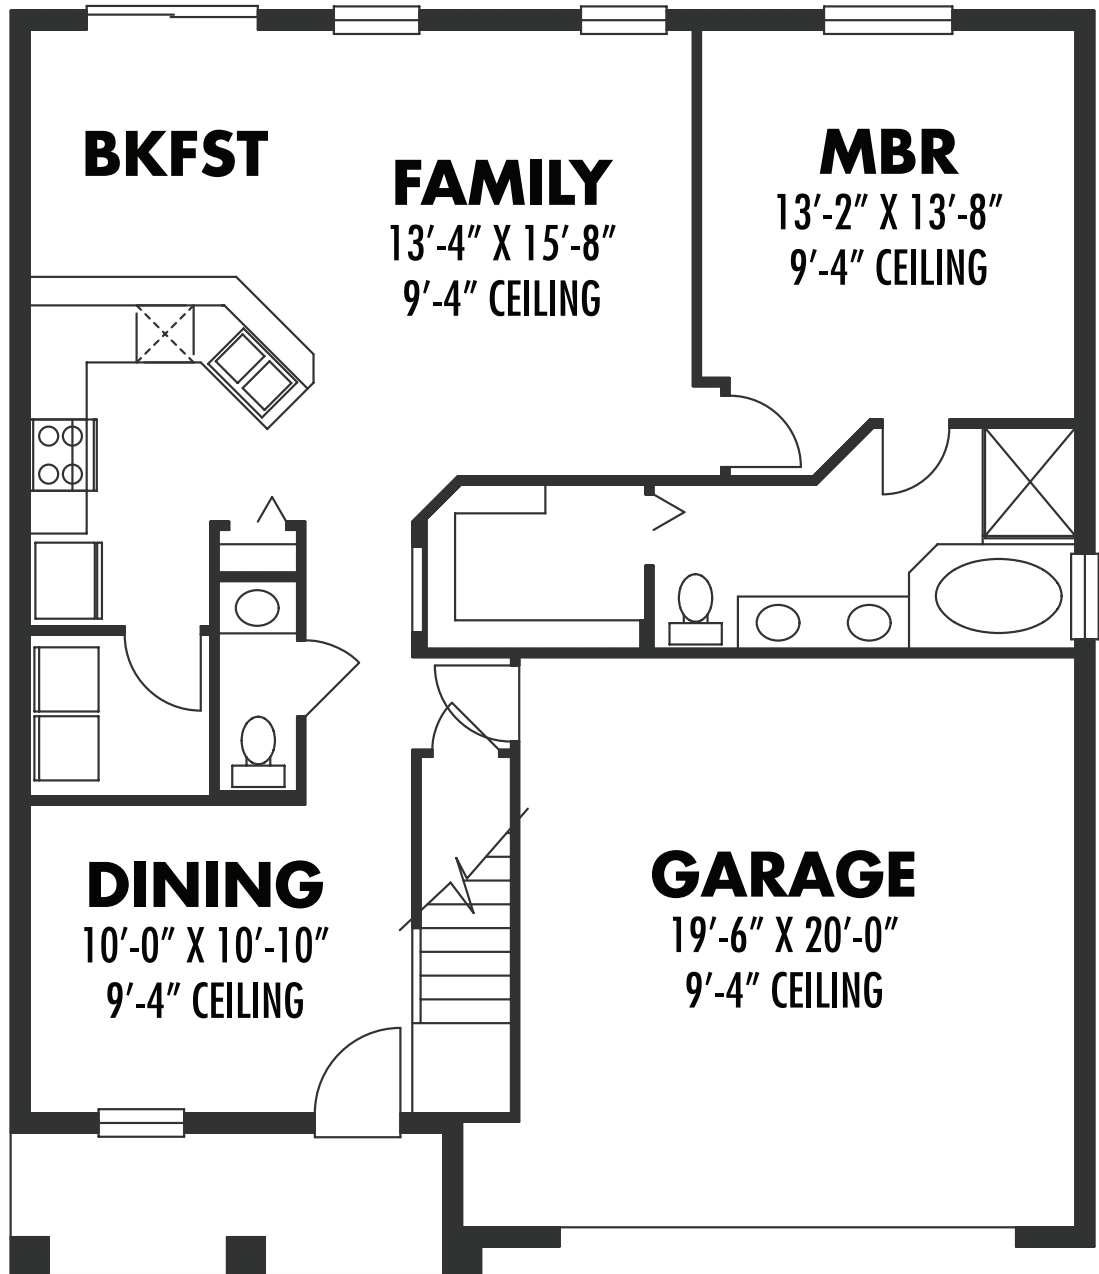 BKFST
FAMILY
13′-4″ X 15′-8″
9′-4″ CEILING
MBR
13′-2″ X 13′-8″
9′-4″ CEILING
DINING
10′-0″ X 10′-10″
9′-4″ CEILING
GARAGE
19′-6″ X 20′-0″
9′-4″ CEILING